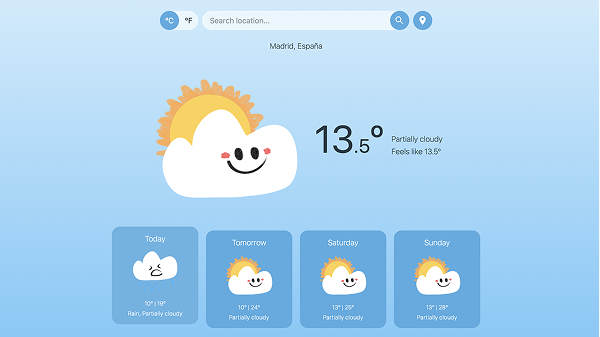 °C
°F
Search location...
Madrid, España
13.5°
Partially cloudy
Feels like 13.5°
Today
10° | 19°
Rain, Partially cloudy
Tomorrow
10° | 24°
Partially cloudy
Saturday
13° | 25°
Partially cloudy
Sunday
13° | 28°
Partially cloudy